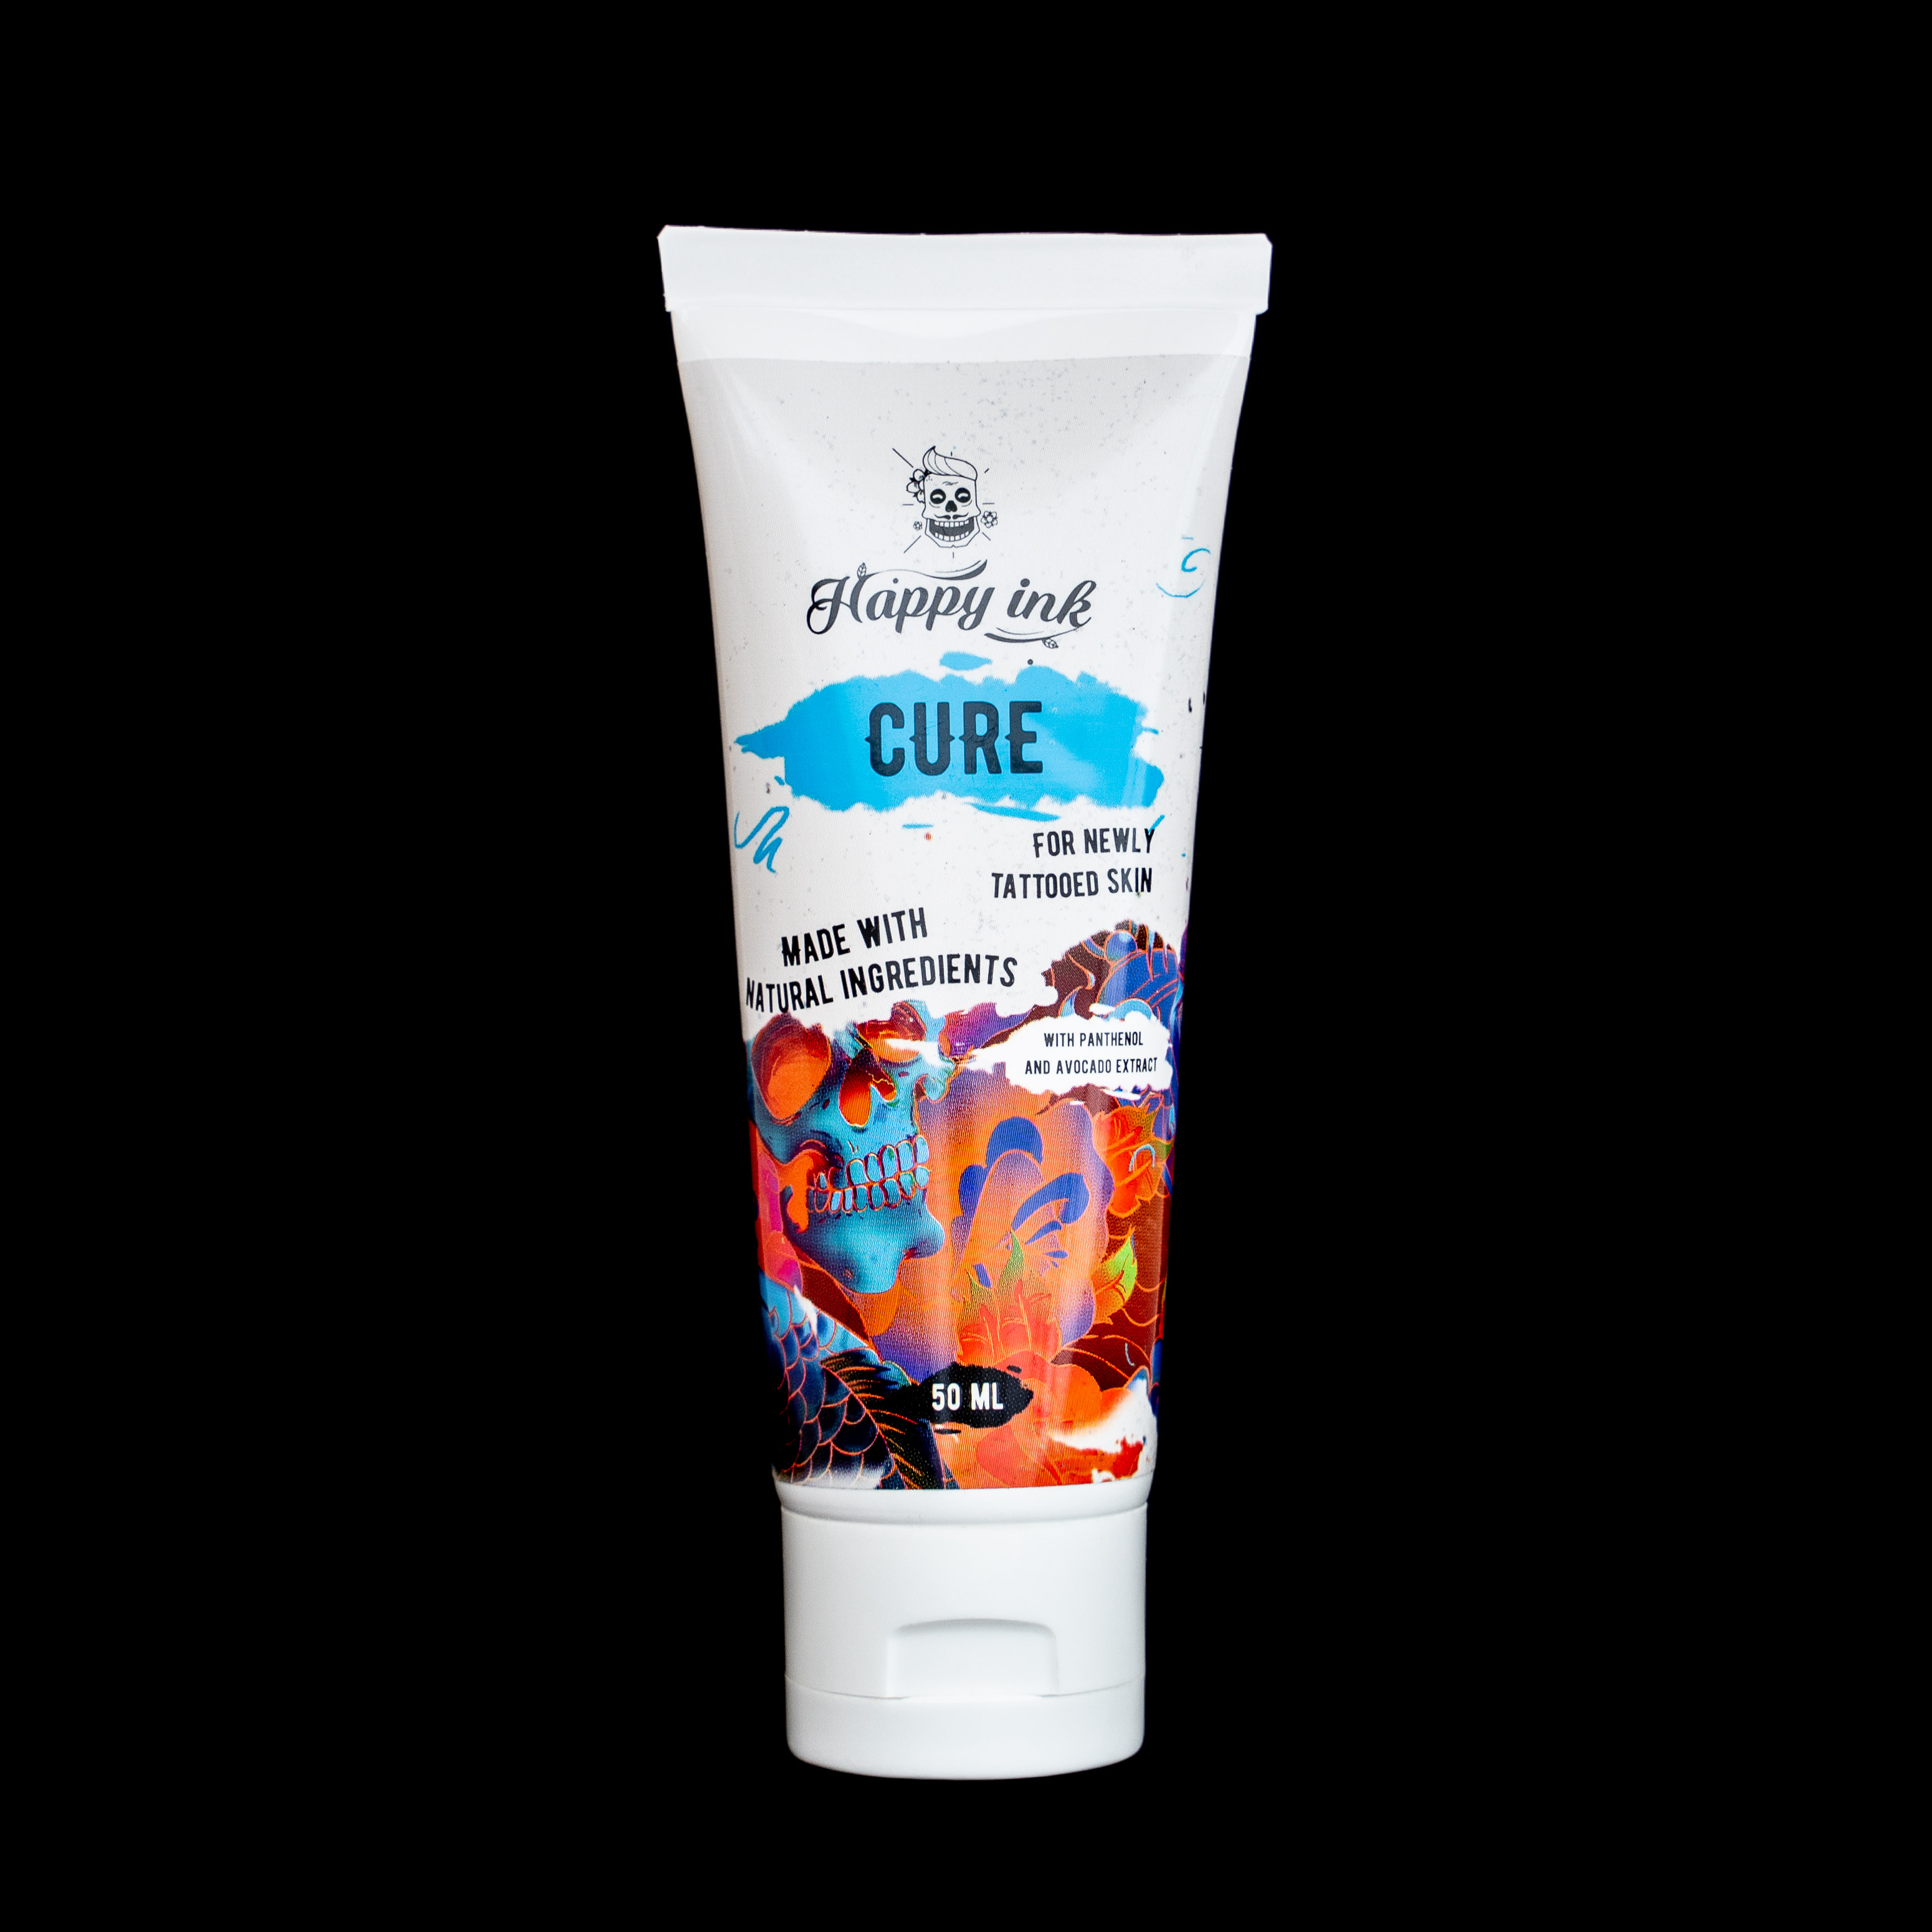 Happy ink
CURE
FOR NEWLY
TATTOOED SKIN
MADE WITH
NATURAL INGREDIENTS
WITH PANTHENOL
AND AVOCADO EXTRACT
50 ML